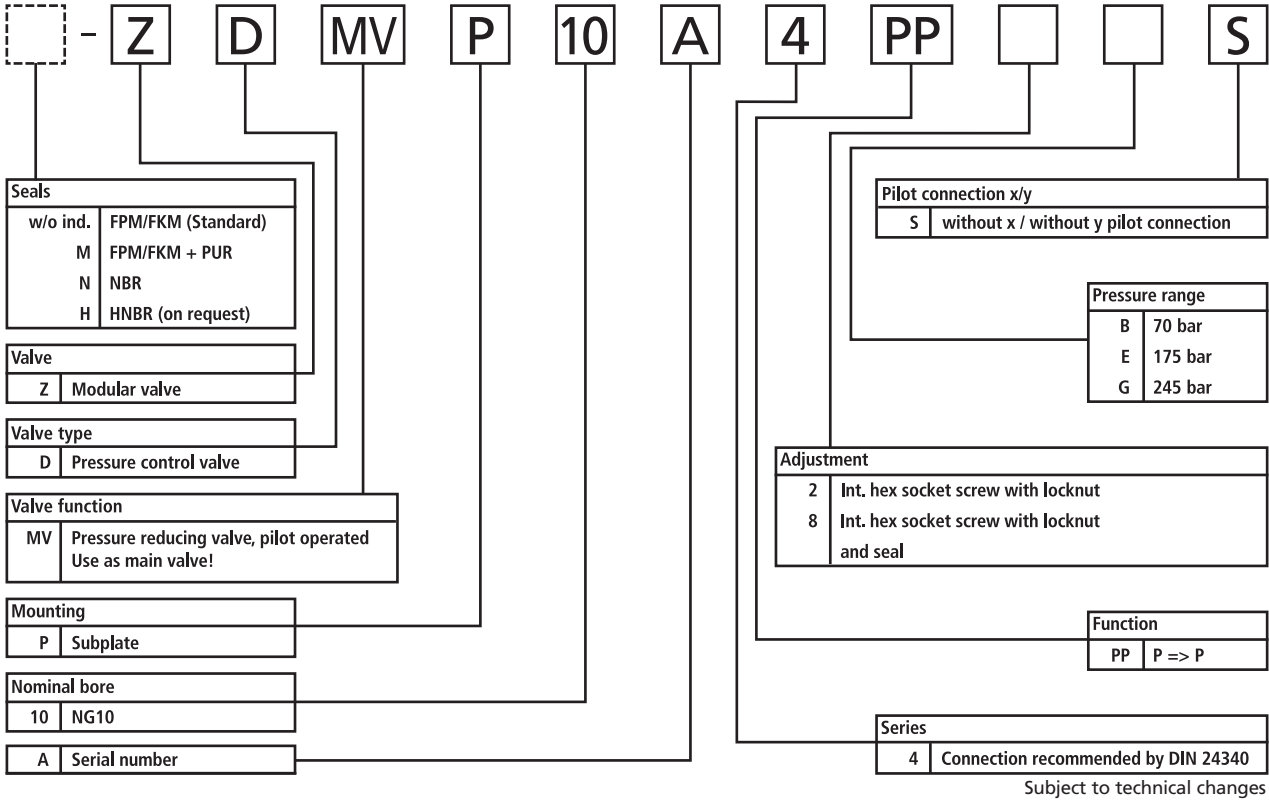 - Z D MV P 10 A 4 PP S
Seals
w/o ind. FPM/FKM (Standard)
M FPM/FKM + PUR
N NBR
H HNBR (on request)
Valve
Z Modular valve
Valve type
D Pressure control valve
Valve function
MV Pressure reducing valve, pilot operated
Use as main valve!
Mounting
P Subplate
Nominal bore
10 NG10
A Serial number
Pilot connection x/y
S without x / without y pilot connection
Pressure range
B 70 bar
E 175 bar
G 245 bar
Adjustment
2 Int. hex socket screw with locknut
8 Int. hex socket screw with locknut
and seal
Function
PP P => P
Series
4 Connection recommended by DIN 24340
Subject to technical changes